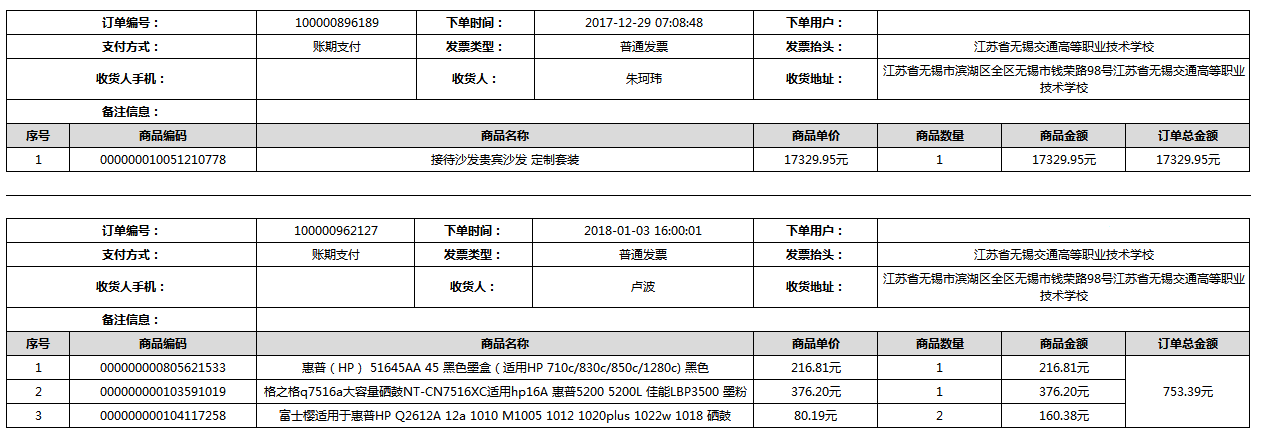 订单编号： 100000896189 下单时间： 2017-12-29 07:08:48 下单用户：
支付方式： 账期支付 发票类型： 普通发票 发票抬头： 江苏省无锡交通高等职业技术学校
收货人手机： 收货人： 朱珂玮 收货地址： 江苏省无锡市滨湖区全区无锡市钱荣路98号江苏省无锡交通高等职业
技术学校
备注信息：
序号 商品编码 商品名称 商品单价 商品数量 商品金额 订单总金额
1 000000010051210778 接待沙发贵宾沙发 定制套装 17329.95元 1 17329.95元 17329.95元
订单编号： 100000962127 下单时间： 2018-01-03 16:00:01 下单用户：
支付方式： 账期支付 发票类型： 普通发票 发票抬头： 江苏省无锡交通高等职业技术学校
收货人手机： 收货人： 卢波 收货地址： 江苏省无锡市滨湖区全区无锡市钱荣路98号江苏省无锡交通高等职业
技术学校
备注信息：
序号 商品编码 商品名称 商品单价 商品数量 商品金额 订单总金额
1 000000000805621533 惠普（HP） 51645AA 45 黑色墨盒 ( 适用HP 710c/830c/850c/1280c) 黑色 216.81元 1 216.81元
2 000000000103591019 格之格q7516a大容量硒鼓NT-CN7516XC适用hp16A 惠普5200 5200L 佳能LBP3500 墨粉 376.20元 1 376.20元 753.39元
3 000000000104117258 富士樱适用于惠普HP Q2612A 12a 1010 M1005 1012 1020plus 1022w 1018 硒鼓 80.19元 2 160.38元